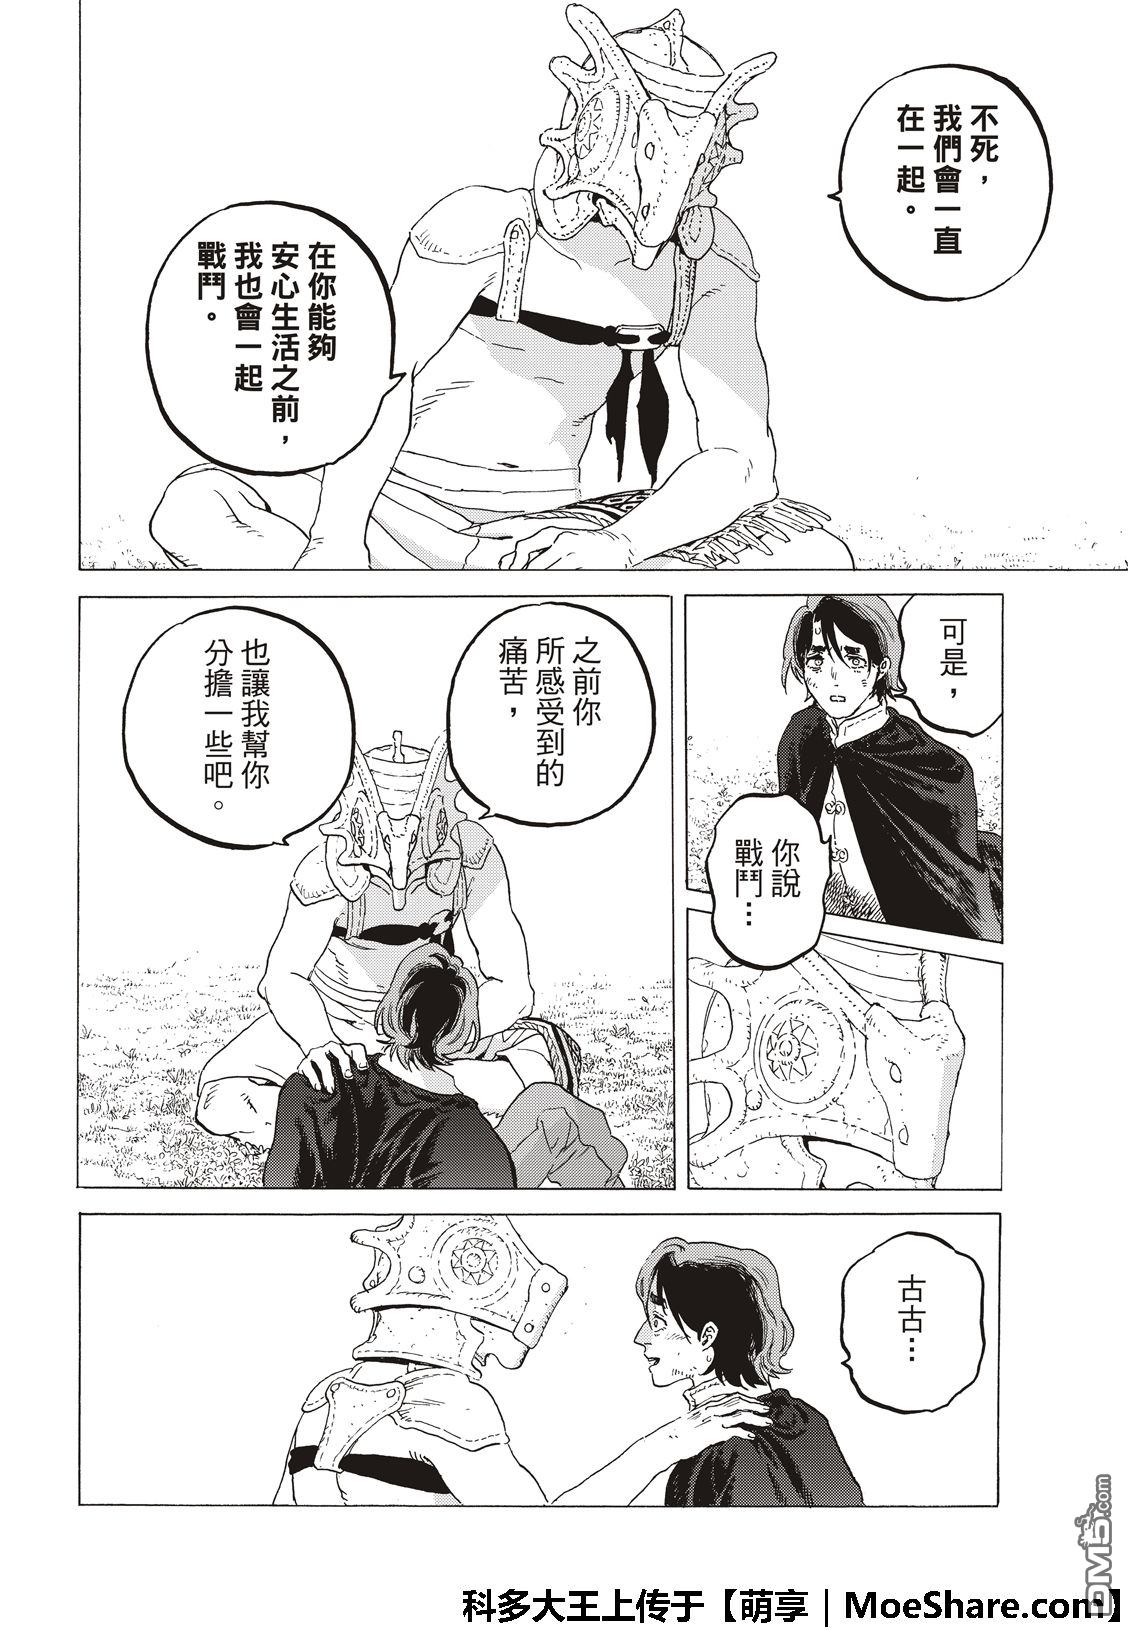 不死，
我們會一直
在一起。
在你能夠
安心生活之前，
我也會一起
戰鬥。
可是，
你說
戰鬥…
之前你
所感受到的
痛苦，
也讓我幫你
分擔一些吧。
古古…
DM5.com
科多大王上传于【萌享｜MoeShare.com】